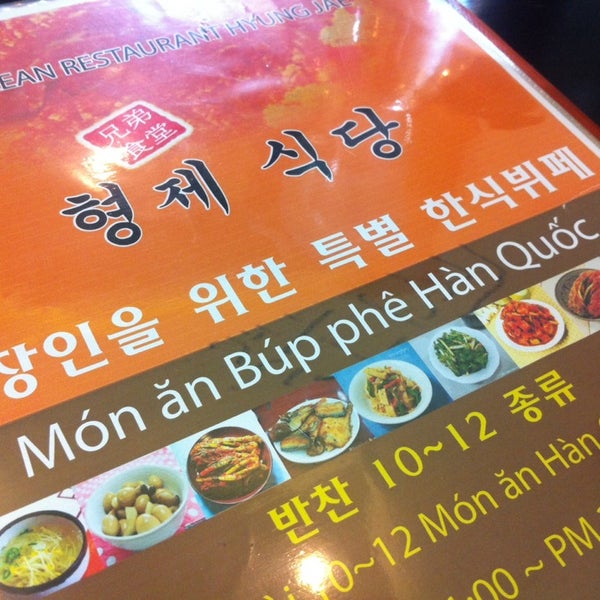 EAN RESTAURANT HYUNG JAE
兄弟
食堂
형제 식당
장인을 위한 특별 한식뷔페
Món ăn Búp phê Hàn Quốc
반찬 10~12 종류
10~12 Món ăn Hàn
:00 ~ PM